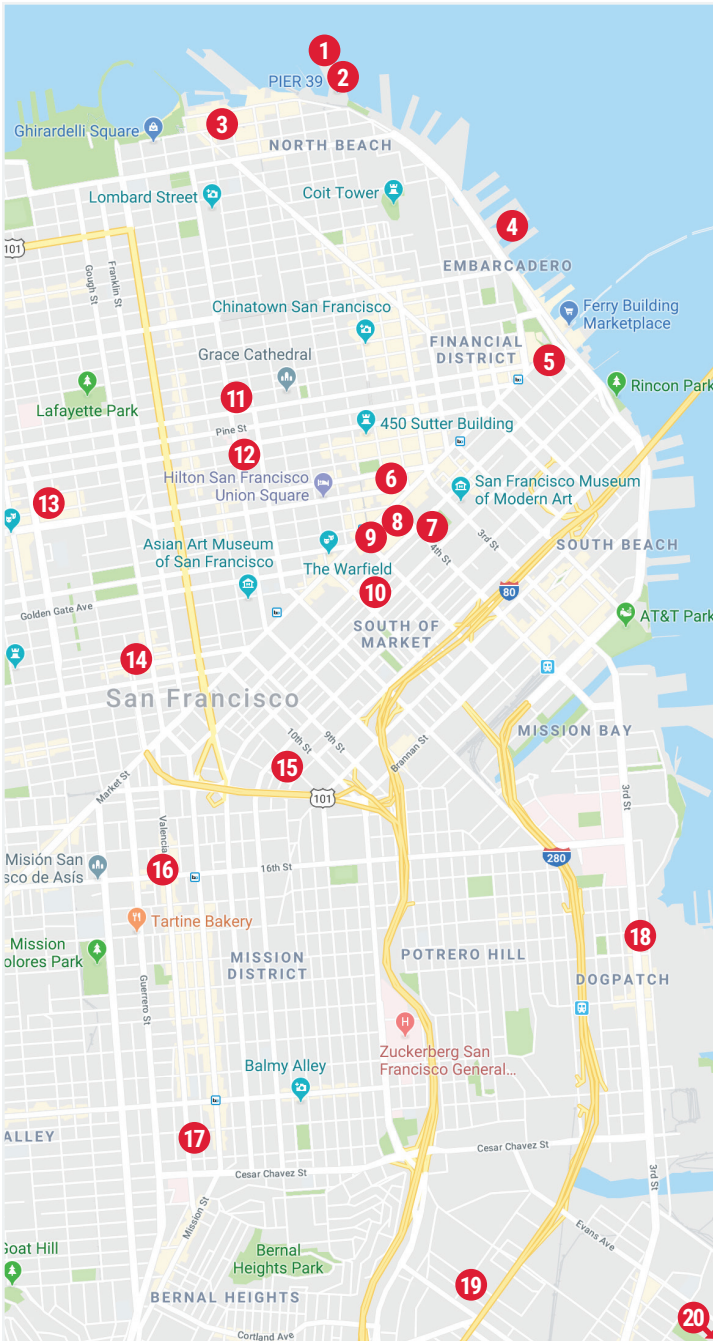 1
PIER 39
2
Ghirardelli Square
3
NORTH BEACH
Lombard Street
Coit Tower
4
101
Gough St
Franklin St
EMBARCADERO
Chinatown San Francisco
Ferry Building
Marketplace
FINANCIAL
DISTRICT
Grace Cathedral
5
Lafayette Park
11
Rincon Park
Pine St
450 Sutter Building
12
Hilton San Francisco
Union Square
6
San Francisco Museum
of Modern Art
13
8
7
9
3rd St
4th St
Asian Art Museum
of San Francisco
The Warfield
SOUTH BEACH
10
80
Golden Gate Ave
SOUTH OF
MARKET
AT&T Park
14
San Francisco
MISSION BAY
10th St
9th St
Brannan St
15
Market St
101
3rd St
Valencia
Misión San
sco de Asís
16
16th St
280
Tartine Bakery
18
Mission
olores Park
MISSION
DISTRICT
POTRERO HILL
DOGPATCH
Guerrero St
H
Zuckerberg San
Francisco General...
Balmy Alley
ALLEY
17
Cesar Chavez St
Cesar Chavez St
3rd St
Mission St
Evans Ave
Goat Hill
Bernal
Heights Park
19
BERNAL HEIGHTS
20
Cortland Ave